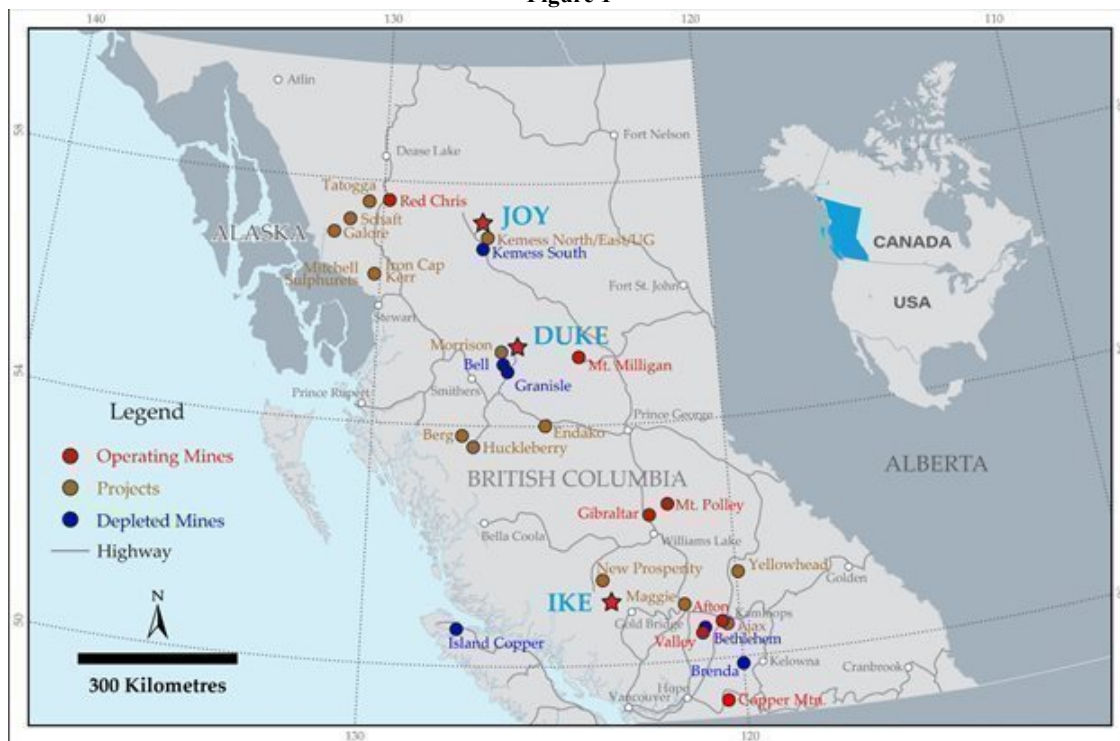 Figure 1
140
130
120
110
Atlin
Fort Nelson
Dease Lake
Tatogga
Red Chris
Schaft
Galore
JOY
Kemess North/East/UG
Kemess South
ALASKA
CANADA
USA
Mitchell
Sulphurets
Iron Cap
Kerr
Fort St. John
Stewart
DUKE
Morrison
Bell
Mt. Milligan
Granisle
Smithers
54
Prince Rupert
Prince George
Legend
Operating Mines
Projects
Depleted Mines
Highway
Berg
Endako
Huckleberry
BRITISH COLUMBIA
ALBERTA
Mt. Polley
Gibraltar
Bella Coola
Williams Lake
New Prosperity
Yellowhead
Golden
IKE
Maggie
Afton
Kamloops
Gold Bridge
Ajax
Valley
Bethlehem
50
N
Island Copper
Brenda
Kelowna
Cranbrook
300 Kilometres
Hope
Vancouver
Copper Mtn.
130
120